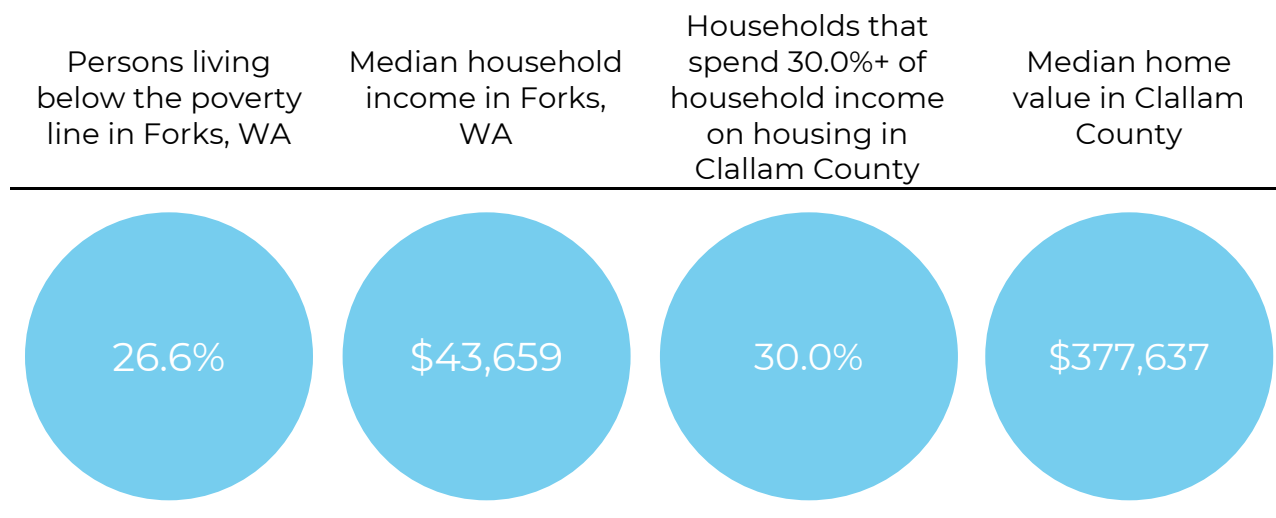 Persons living
below the poverty
line in Forks, WA
Median household
income in Forks,
WA
Households that
spend 30.0%+ of
household income
on housing in
Clallam County
Median home
value in Clallam
County
26.6%
$43,659
30.0%
$377,637